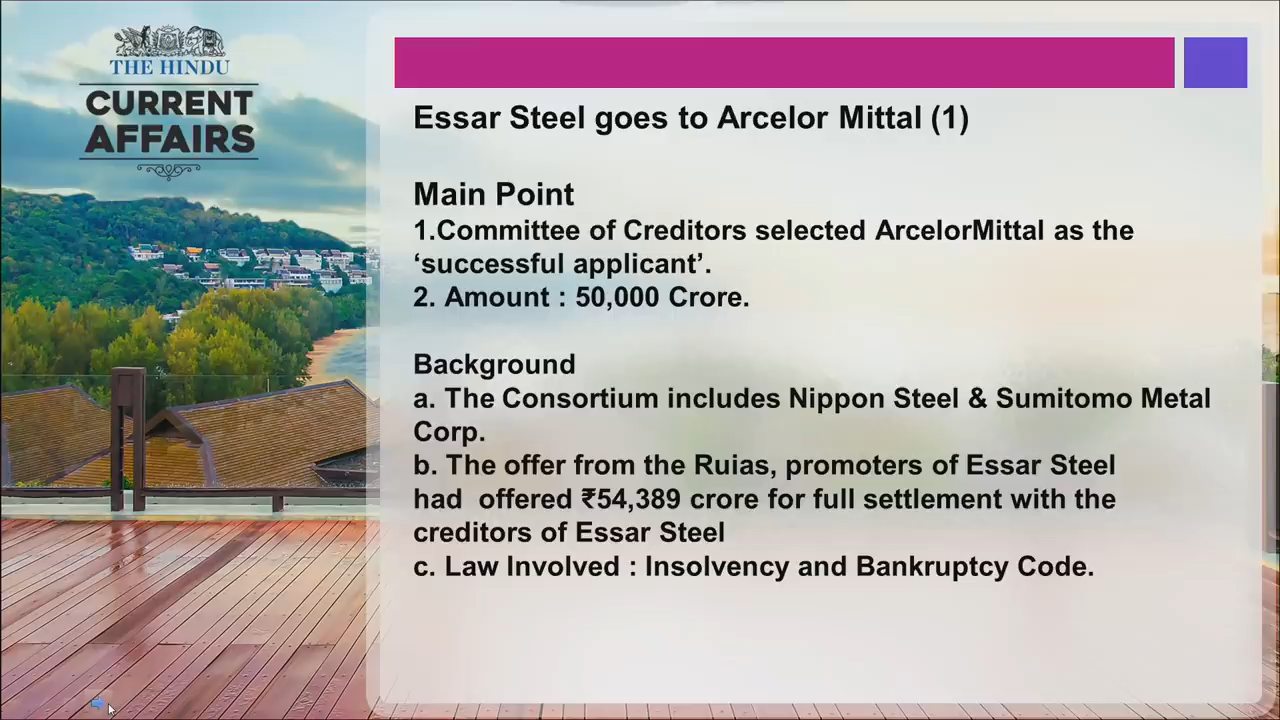 THE HINDU
CURRENT
AFFAIRS
Essar Steel goes to Arcelor Mittal (1)
Main Point
1.Committee of Creditors selected ArcelorMittal as the
‘successful applicant’.
2. Amount : 50,000 Crore.
Background
a. The Consortium includes Nippon Steel & Sumitomo Metal
Corp.
b. The offer from the Ruias, promoters of Essar Steel
had  offered ₹54,389 crore for full settlement with the
creditors of Essar Steel
c. Law Involved : Insolvency and Bankruptcy Code.